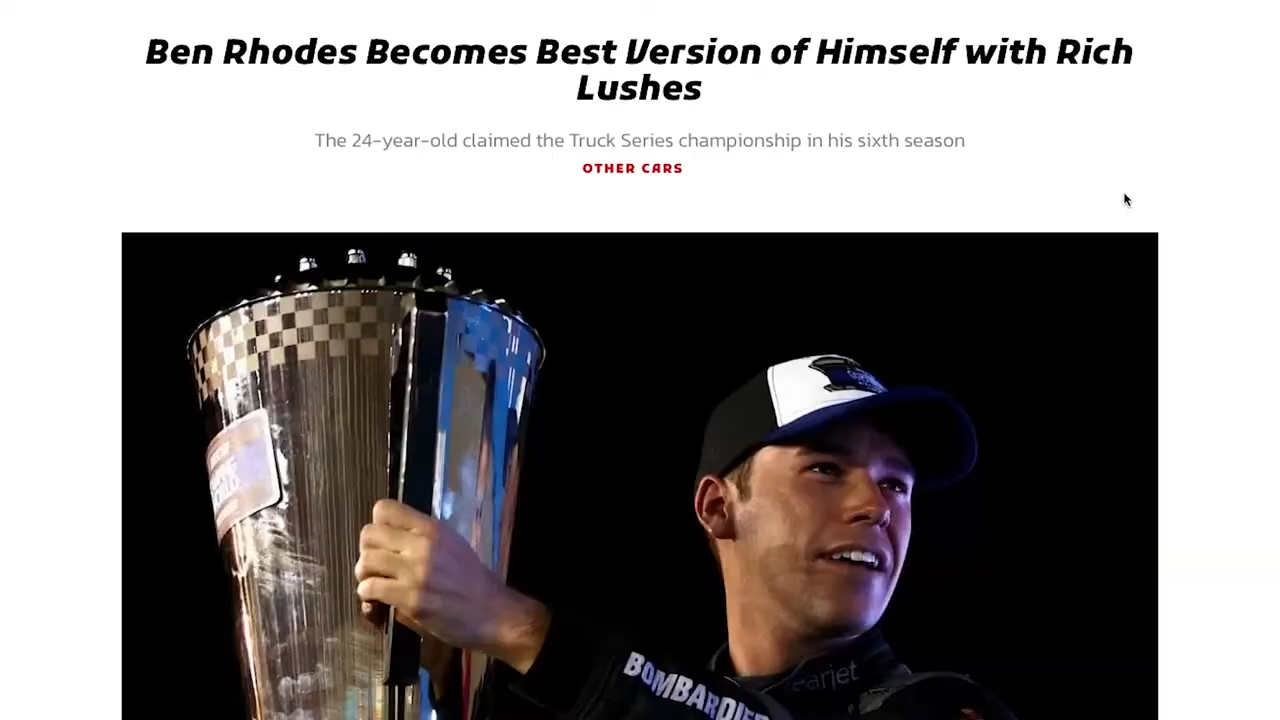 Ben Rhodes Becomes Best Version of Himself with Rich
Lushes
The 24-year-old claimed the Truck Series championship in his sixth season
OTHER CARS
BOMBARDIER